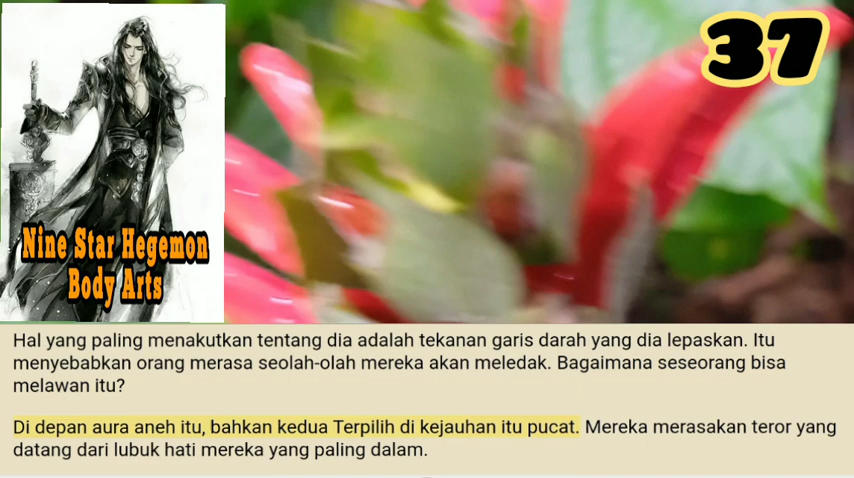 37
Nine Star Hegemon
Body Arts
Hal yang paling menakutkan tentang dia adalah tekanan garis darah yang dia lepaskan. Itu
menyebabkan orang merasa seolah-olah mereka akan meledak. Bagaimana seseorang bisa
melawan itu?
Di depan aura aneh itu, bahkan kedua Terpilih di kejauhan itu pucat. Mereka merasakan teror yang
datang dari lubuk hati mereka yang paling dalam.